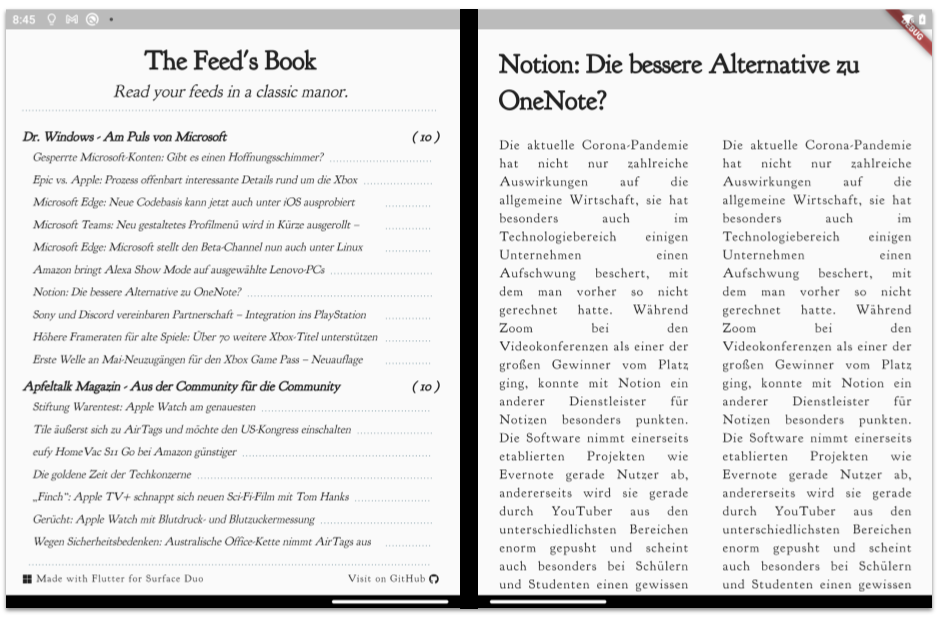 8:45
The Feed's Book
Read your feeds in a classic manor.
Dr. Windows - Am Puls von Microsoft (10)
Gesperrte Microsoft-Konten: Gibt es einen Hoffnungsschimmer?
Epic vs. Apple: Prozess offenbart interessante Details rund um die Xbox
Microsoft Edge: Neue Codebasis kann jetzt auch unter iOS ausprobiert
Microsoft Teams: Neu gestaltetes Profilmenü wird in Kürze ausgerollt –
Microsoft Edge: Microsoft stellt den Beta-Channel nun auch unter Linux
Amazon bringt Alexa Show Mode auf ausgewählte Lenovo-PCs
Notion: Die bessere Alternative zu OneNote?
Sony und Discord vereinbaren Partnerschaft – Integration ins PlayStation
Höhere Frameraten für alte Spiele: Über 70 weitere Xbox-Titel unterstützen
Erste Welle an Mai-Neuzugängen für den Xbox Game Pass – Neuauflage
Apfeltalk Magazin - Aus der Community für die Community (10)
Stiftung Warentest: Apple Watch am genauesten
Tile äußerst sich zu AirTags und möchte den US-Kongress einschalten
eufy HomeVac S11 Go bei Amazon günstiger
Die goldene Zeit der Techkonzerne
„Finch“: Apple TV+ schnappt sich neuen Sci-Fi-Film mit Tom Hanks
Gerücht: Apple Watch mit Blutdruck- und Blutzuckermessung
Wegen Sicherheitsbedenken: Australische Office-Kette nimmt AirTags aus
Made with Flutter for Surface Duo
Visit on GitHub
DEBUG
Notion: Die bessere Alternative zu
OneNote?
Die aktuelle Corona-Pandemie
hat nicht nur zahlreiche
Auswirkungen auf die
allgemeine Wirtschaft, sie hat
besonders auch im
Technologiebereich einigen
Unternehmen einen
Aufschwung beschert, mit
dem man vorher so nicht
gerechnet hatte. Während
Zoom bei den
Videokonferenzen als einer der
großen Gewinner vom Platz
ging, konnte mit Notion ein
anderer Dienstleister für
Notizen besonders punkten.
Die Software nimmt einerseits
etablierten Projekten wie
Evernote gerade Nutzer ab,
andererseits wird sie gerade
durch YouTuber aus den
unterschiedlichsten Bereichen
enorm gepusht und scheint
auch besonders bei Schülern
und Studenten einen gewissen
Die aktuelle Corona-Pandemie
hat nicht nur zahlreiche
Auswirkungen auf die
allgemeine Wirtschaft, sie hat
besonders auch im
Technologiebereich einigen
Unternehmen einen
Aufschwung beschert, mit
dem man vorher so nicht
gerechnet hatte. Während
Zoom bei den
Videokonferenzen als einer der
großen Gewinner vom Platz
ging, konnte mit Notion ein
anderer Dienstleister für
Notizen besonders punkten.
Die Software nimmt einerseits
etablierten Projekten wie
Evernote gerade Nutzer ab,
andererseits wird sie gerade
durch YouTuber aus den
unterschiedlichsten Bereichen
enorm gepusht und scheint
auch besonders bei Schülern
und Studenten einen gewissen